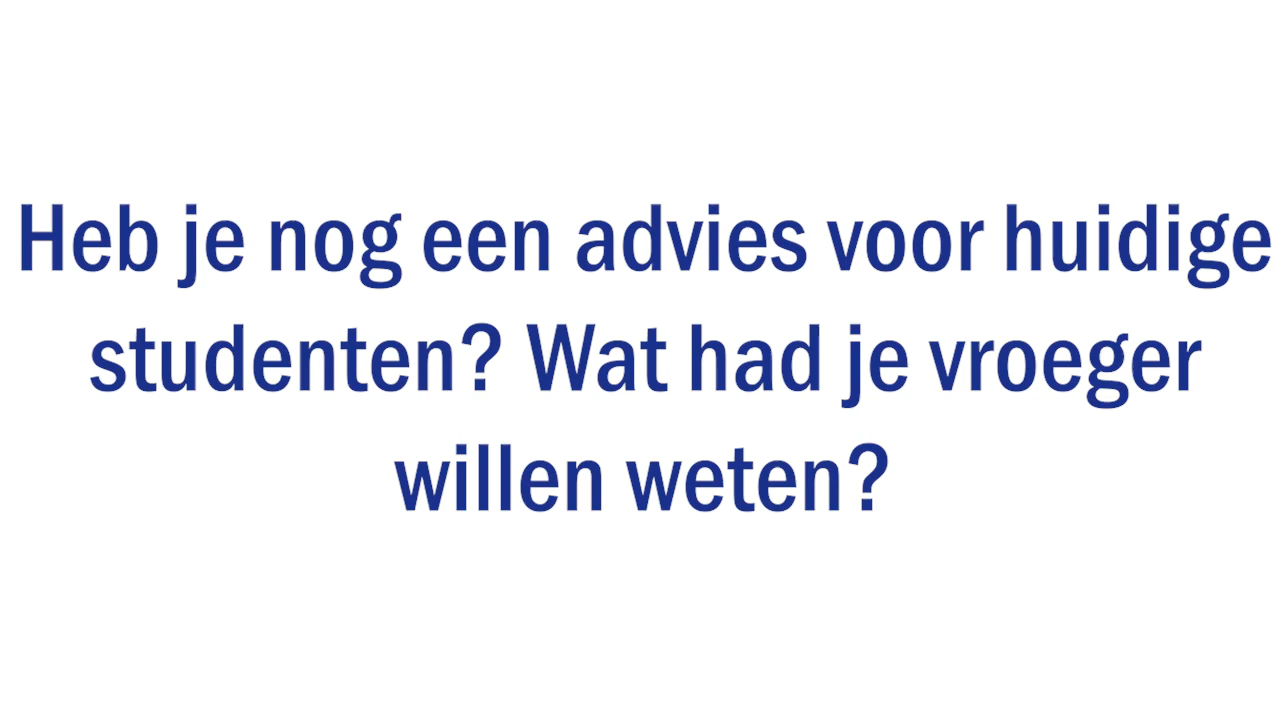 Heb je nog een advies voor huidige
studenten? Wat had je vroeger
willen weten?